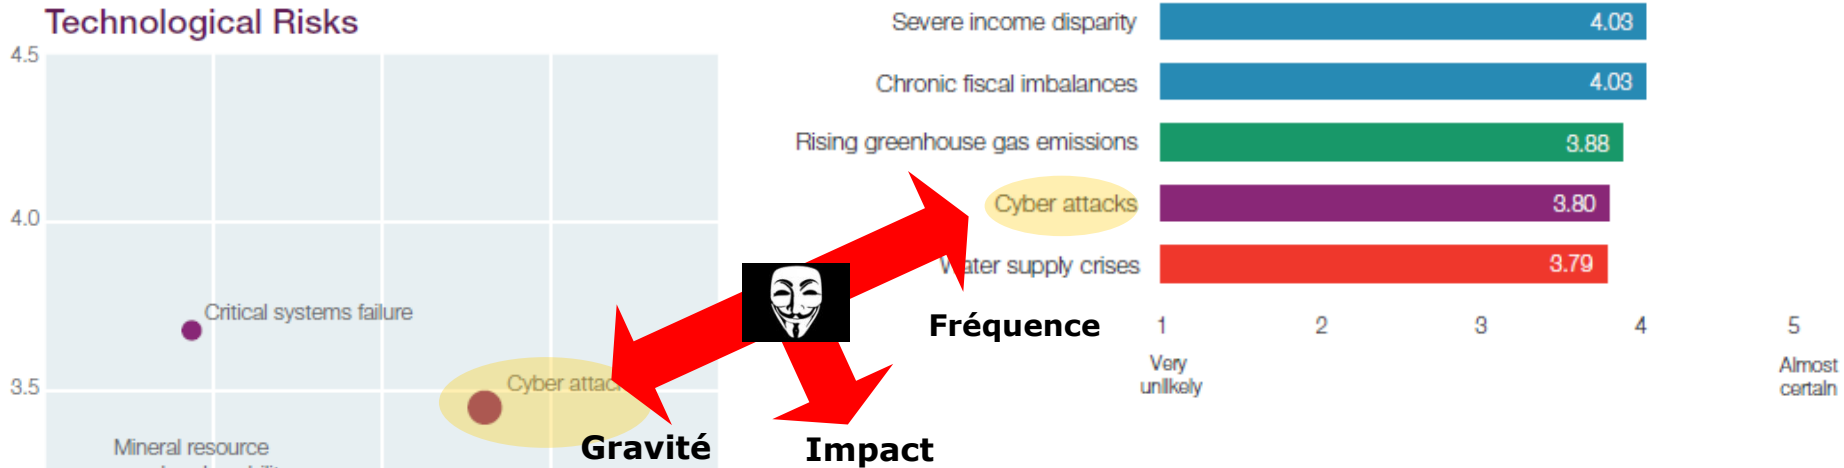 Technological Risks
4.5
4.0
3.5
Critical systems failure
Cyber
Mineral resource
Gravité
Impact
Fréquence
Severe income disparity 4.03
Chronic fiscal imbalances 4.03
Rising greenhouse gas emissions 3.88
Cyber attacks 3.80
supply crises 3.79
1 2 3 4 5
Very
unlikely
Almost
certain